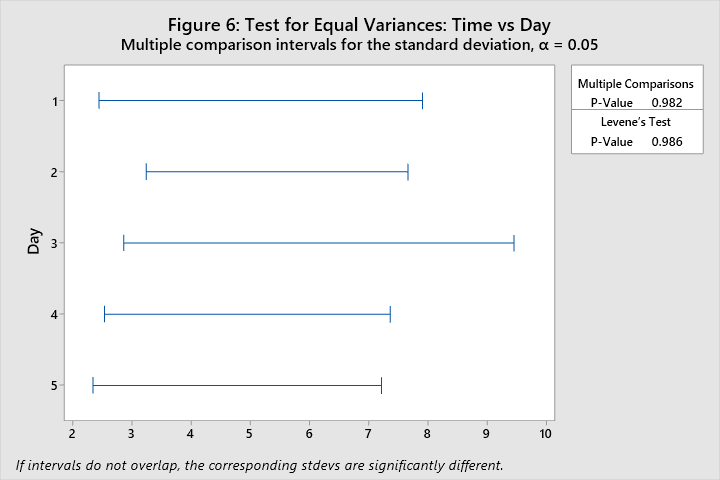 Figure 6: Test for Equal Variances: Time vs Day
Multiple comparison intervals for the standard deviation, α = 0.05
Multiple Comparisons
P-Value 0.982
Levene's Test
P-Value 0.986
Day
1
2
3
4
5
2 3 4 5 6 7 8 9 10
If intervals do not overlap, the corresponding stdevs are significantly different.